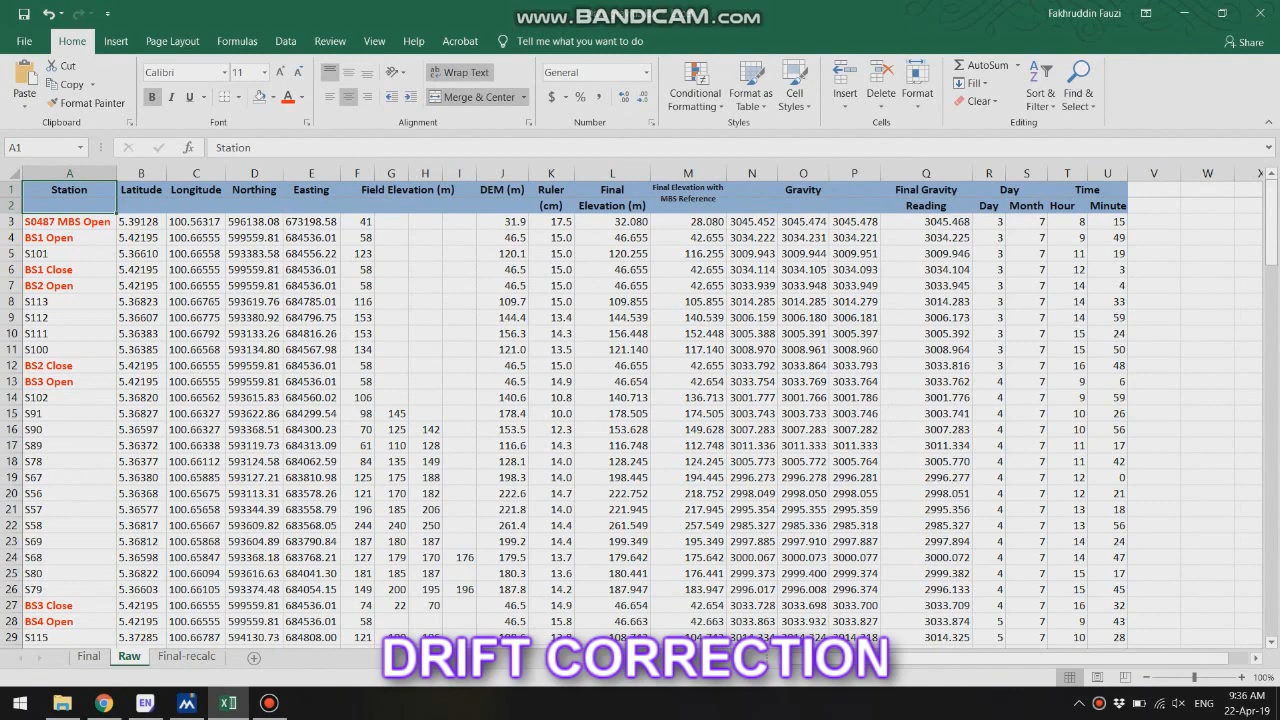 www.BANDICAM.com
Fakhruddin Fauzi
File Home Insert Page Layout Formulas Data Review View Help Acrobat Tell me what you want to do Share
Paste Cut Copy Format Painter Clipboard
Calibri 11 B I U A A A Font
Wrap Text Merge & Center Alignment
General $ % , Number
Conditional Formatting Format as Table Cell Styles Styles
Insert Delete Format Cells
AutoSum Fill Clear Sort & Filter Find & Select Editing
A1 fx Station
A B C D E F G H I J K L M N O P Q R S T U V W X
1 Station Latitude Longitude Northing Easting Field Elevation (m) DEM (m) Ruler Final Final Elevation with Gravity Final Gravity Day Time
2 (cm) Elevation (m) MBS Reference Reading Day Month Hour Minute
3 S0487 MBS Open 5.39128 100.56317 596138.08 673198.58 41 31.9 17.5 32.080 28.080 3045.452 3045.474 3045.478 3045.468 3 7 8 15
4 BS1 Open 5.42195 100.66555 599559.81 684536.01 58 46.5 15.0 46.655 42.655 3034.222 3034.231 3034.221 3034.225 3 7 9 49
5 S101 5.36610 100.66562 593383.58 684556.22 123 120.1 15.0 120.255 116.255 3009.943 3009.944 3009.951 3009.946 3 7 11 19
6 BS1 Close 5.42195 100.66555 599559.81 684536.01 58 46.5 15.0 46.655 42.655 3034.114 3034.105 3034.093 3034.104 3 7 12 3
7 BS2 Open 5.42195 100.66555 599559.81 684536.01 58 46.5 15.0 46.655 42.655 3033.939 3033.948 3033.949 3033.945 3 7 14 4
8 S113 5.36823 100.66765 593619.76 684785.01 116 109.7 15.0 109.855 105.855 3014.285 3014.285 3014.279 3014.283 3 7 14 33
9 S112 5.36607 100.66775 593380.92 684796.75 153 144.4 13.4 144.539 140.539 3006.159 3006.180 3006.181 3006.173 3 7 14 59
10 S111 5.36383 100.66792 593133.26 684816.26 153 156.3 14.3 156.448 152.448 3005.388 3005.391 3005.397 3005.392 3 7 15 24
11 S100 5.36385 100.66568 593134.80 684567.98 134 121.0 13.5 121.140 117.140 3008.970 3008.961 3008.960 3008.964 3 7 15 50
12 BS2 Close 5.42195 100.66555 599559.81 684536.01 58 46.5 15.0 46.655 42.655 3033.792 3033.864 3033.793 3033.816 3 7 16 48
13 BS3 Open 5.42195 100.66555 599559.81 684536.01 58 46.5 14.9 46.654 42.654 3033.754 3033.769 3033.763 3033.762 4 7 9 6
14 S102 5.36820 100.66562 593615.83 684560.02 106 140.6 10.8 140.713 136.713 3001.777 3001.766 3001.786 3001.776 4 7 9 59
15 S91 5.36827 100.66327 593622.86 684299.54 98 145 178.4 10.0 178.505 174.505 3003.743 3003.733 3003.746 3003.741 4 7 10 26
16 S90 5.36597 100.66327 593368.51 684300.23 70 125 142 153.5 12.3 153.628 149.628 3007.283 3007.282 3007.283 3007.283 4 7 10 56
17 S89 5.36372 100.66338 593119.73 684313.09 61 110 128 116.6 14.3 116.748 112.748 3011.336 3011.333 3011.334 3011.334 4 7 11 17
18 S78 5.36377 100.66112 593124.58 684062.59 84 135 149 128.1 14.0 128.245 124.245 3005.773 3005.772 3005.764 3005.770 4 7 11 42
19 S67 5.36380 100.65885 593127.21 683810.98 125 175 188 198.3 14.0 198.445 194.445 2996.273 2996.276 2996.281 2996.277 4 7 12 0
20 S56 5.36368 100.65675 593113.31 683578.26 121 170 182 222.6 14.7 222.752 218.752 2998.049 2998.050 2998.055 2998.051 4 7 12 21
21 S57 5.36577 100.65658 593344.39 683558.79 196 185 206 221.8 14.0 221.945 217.945 2995.354 2995.355 2995.358 2995.356 4 7 13 18
22 S58 5.36817 100.65667 593609.82 683568.05 244 240 250 261.4 14.4 261.549 257.549 2985.327 2985.336 2985.318 2985.327 4 7 13 56
23 S69 5.36812 100.65868 593604.89 683790.84 187 180 187 199.2 14.4 199.349 195.349 2997.885 2997.910 2997.887 2997.894 4 7 14 24
24 S68 5.36598 100.65847 593368.18 683768.21 127 179 170 176 179.5 13.7 179.642 175.642 3000.067 3000.073 3000.077 3000.072 4 7 14 47
25 S80 5.36822 100.66094 593616.63 684041.30 181 185 187 180.3 13.6 180.441 176.441 2999.373 2999.400 2999.374 2999.382 4 7 15 17
26 S79 5.36603 100.66105 593374.48 684054.15 149 200 195 196 187.8 14.2 187.947 183.947 2996.017 2996.008 2996.374 2996.133 4 7 15 45
27 BS3 Close 5.42195 100.66555 599559.81 684536.01 74 22 70 46.5 14.9 46.654 42.654 3033.728 3033.698 3033.700 3033.709 4 7 16 32
28 BS4 Open 5.42195 100.66555 599559.81 684536.01 58 46.5 15.8 46.663 42.663 3033.863 3033.932 3033.879 3033.891 5 7 9 43
29 S115 5.37285 100.66787 594130.73 684808.00 121 3014.325 5 7 10 28
DRIFT CORRECTION
Final Raw Final-recalc
100%
EN
ENG 9:36 AM
22-Apr-19